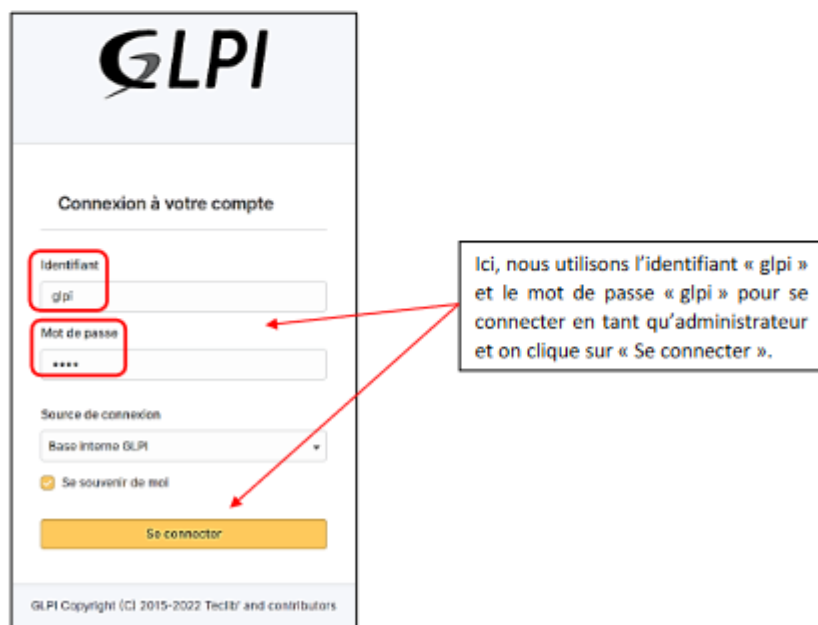 GLPI
Connexion à votre compte
Identifiant
glpi
Mot de passe
••••
Source de connexion
Base interne GLPI
Se souvenir de moi
Se connecter
GLPI Copyright (C) 2015-2022 Teclib' and contributors
Ici, nous utilisons l'identifiant « glpi »
et le mot de passe « glpi » pour se
connecter en tant qu'administrateur
et on clique sur « Se connecter ».